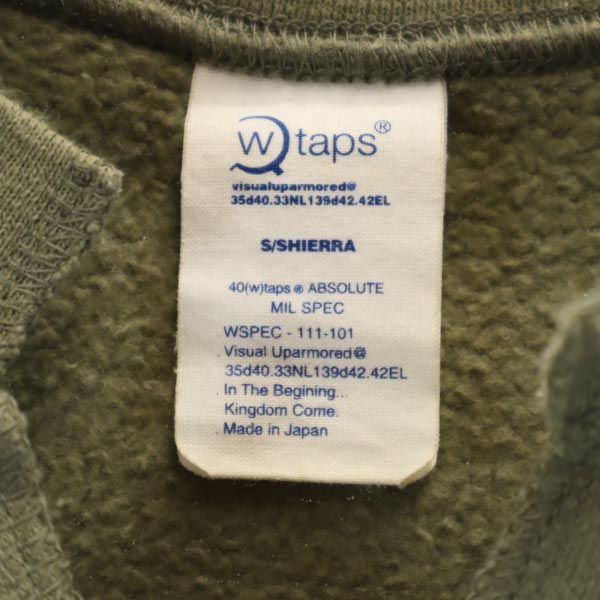 Wtaps®
visualuparmored@
35d40.33NL139d42.42EL
S/SHIERRA
40(w)taps ® ABSOLUTE
MIL SPEC
WSPEC - 111-101
. Visual Uparmored@
35d40.33NL139d42.42EL
. In The Begining...
Kingdom Come.
. Made in Japan